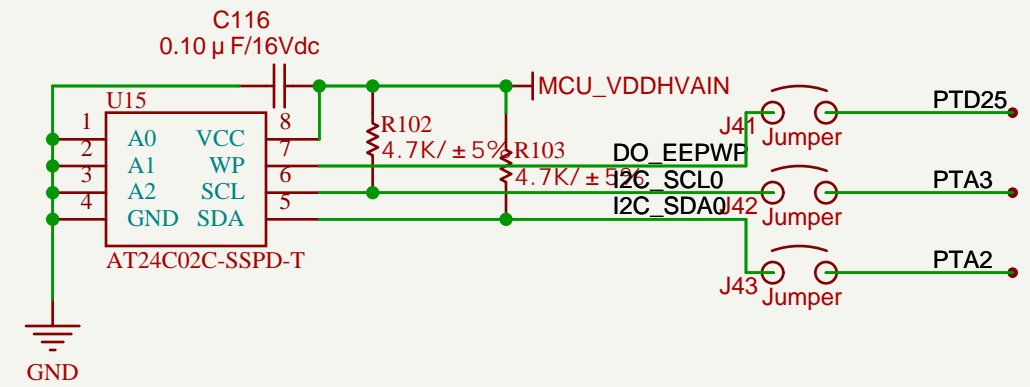 C116
0.10 µF/16Vdc
MCU_VDDHVAIN
U15
1 A0 VCC 8
2 A1 WP 7
3 A2 SCL 6
4 GND SDA 5
AT24C02C-SSPD-T
R102
4.7K/±5%
R103
4.7K/±5%
DO_EEPWP
I2C_SCL0
I2C_SDA0
J41
Jumper
PTD25
J42
Jumper
PTA3
J43
Jumper
PTA2
GND